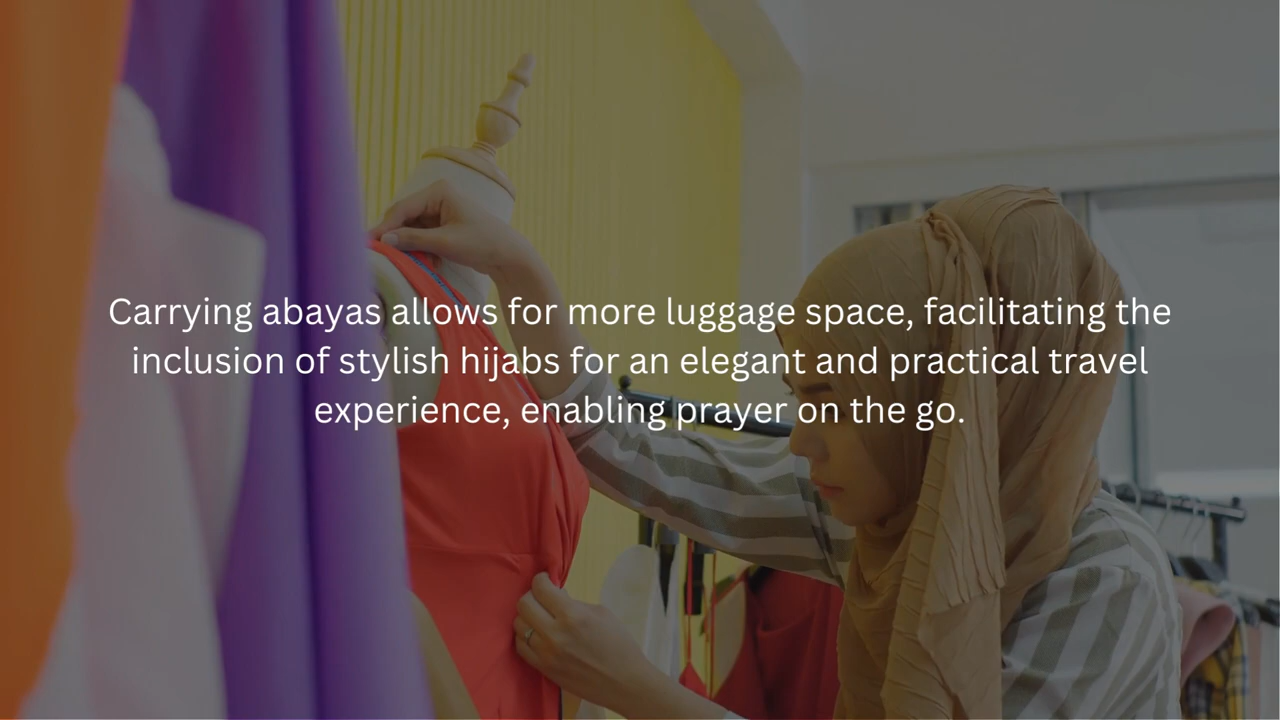 Carrying abayas allows for more luggage space, facilitating the
inclusion of stylish hijabs for an elegant and practical travel
experience, enabling prayer on the go.